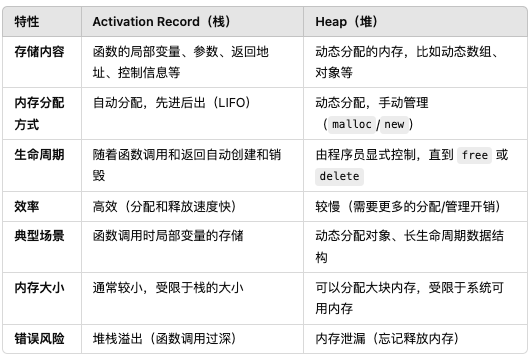 特性 Activation Record（栈） Heap（堆）
存储内容 函数的局部变量、参数、返回地 动态分配的内存，比如动态数组、
址、控制信息等 对象等
内存分配 自动分配，先进后出（LIFO） 动态分配，手动管理
方式 （malloc/new）
生命周期 随着函数调用和返回自动创建和销 由程序员显式控制，直到 free 或
毁 delete
效率 高效（分配和释放速度快） 较慢（需要更多的分配/管理开销）
典型场景 函数调用时局部变量的存储 动态分配对象、长生命周期数据结
构
内存大小 通常较小，受限于栈的大小 可以分配大块内存，受限于系统可
用内存
错误风险 堆栈溢出（函数调用过深） 内存泄漏（忘记释放内存）